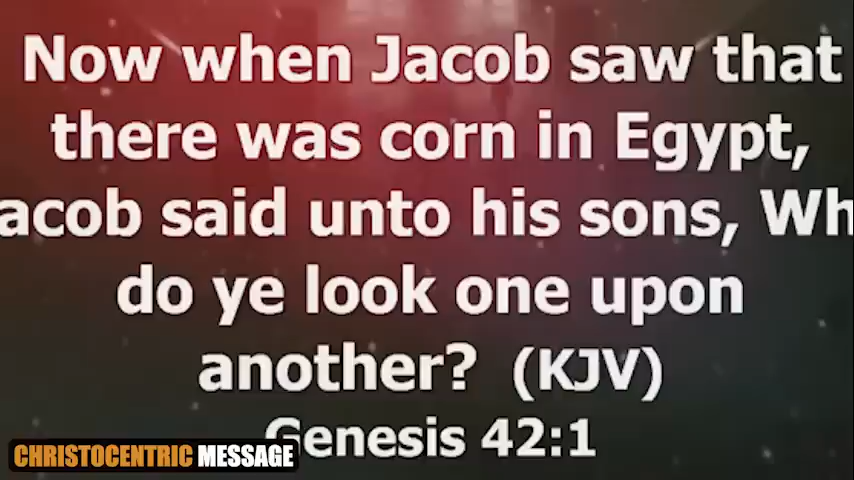 Now when Jacob saw that
there was corn in Egypt,
acob said unto his sons, Wh
do ye look one upon
another? (KJV)
Genesis 42:1
CHRISTOCENTRIC MESSAGE